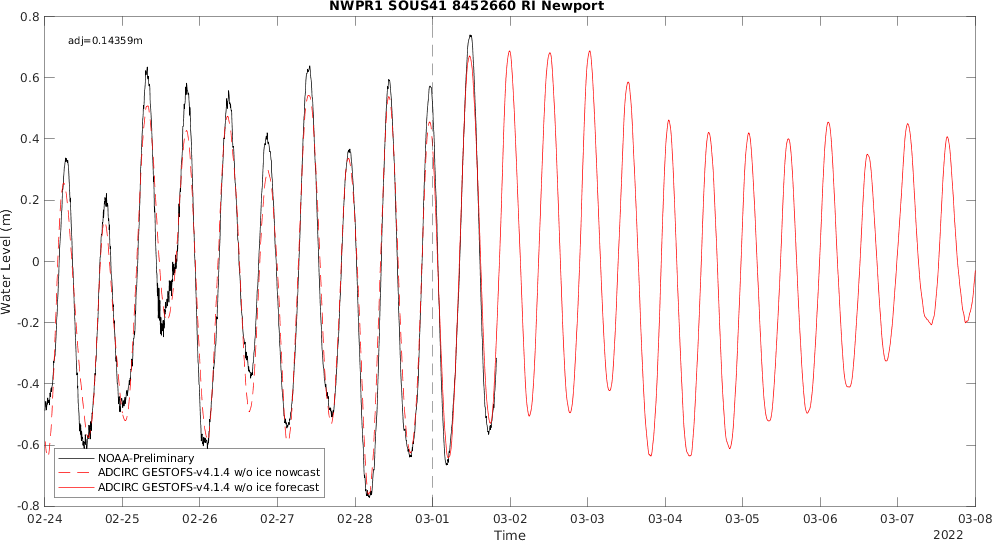 NWPR1 SOUS41 8452660 RI Newport
adj=0.14359m
0.8
0.6
0.4
0.2
0
-0.2
-0.4
-0.6
-0.8
Water Level (m)
NOAA-Preliminary
ADCIRC GESTOFS-v4.1.4 w/o ice nowcast
ADCIRC GESTOFS-v4.1.4 w/o ice forecast
02-24 02-25 02-26 02-27 02-28 03-01 03-02 03-03 03-04 03-05 03-06 03-07 03-08
Time
2022